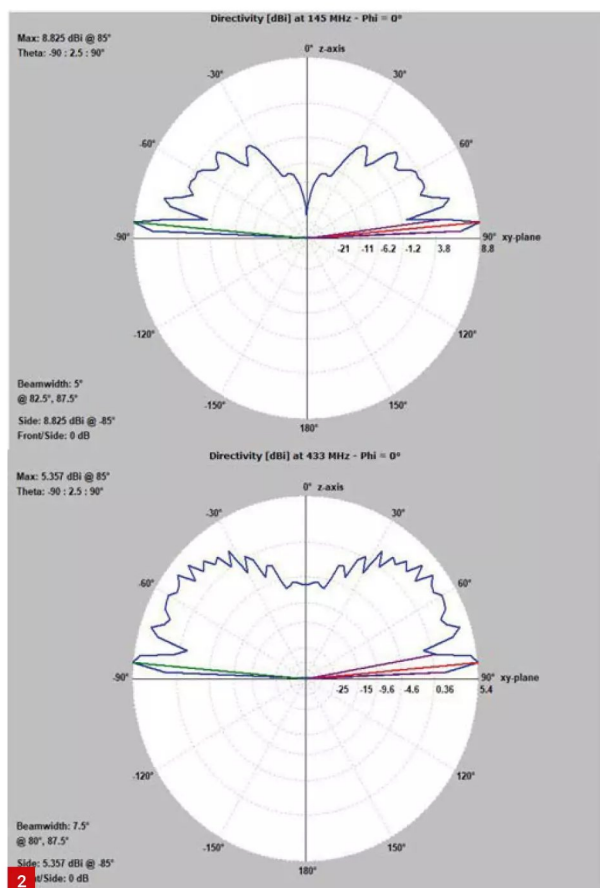 Directivity [dBi] at 145 MHz - Phi = 0°
Max: 8.825 dBi @ 85°
Theta: -90 : 2.5 : 90°
0° z-axis
-30° 30°
-60° 60°
-90° 90° xy-plane
-21 -11 -6.2 -1.2 3.8 8.8
-120° 120°
Beamwidth: 5°
@ 82.5°, 87.5°
-150° 150°
Side: 8.825 dBi @ -85°
Front/Side: 0 dB
180°
Directivity [dBi] at 433 MHz - Phi = 0°
Max: 5.357 dBi @ 85°
Theta: -90 : 2.5 : 90°
0° z-axis
-30° 30°
-60° 60°
-90° 90° xy-plane
-25 -15 -9.6 -4.6 0.36 5.4
-120° 120°
Beamwidth: 7.5°
@ 80°, 87.5°
-150° 150°
Side: 5.357 dBi @ -85°
2 nt/Side: 0 dB
180°